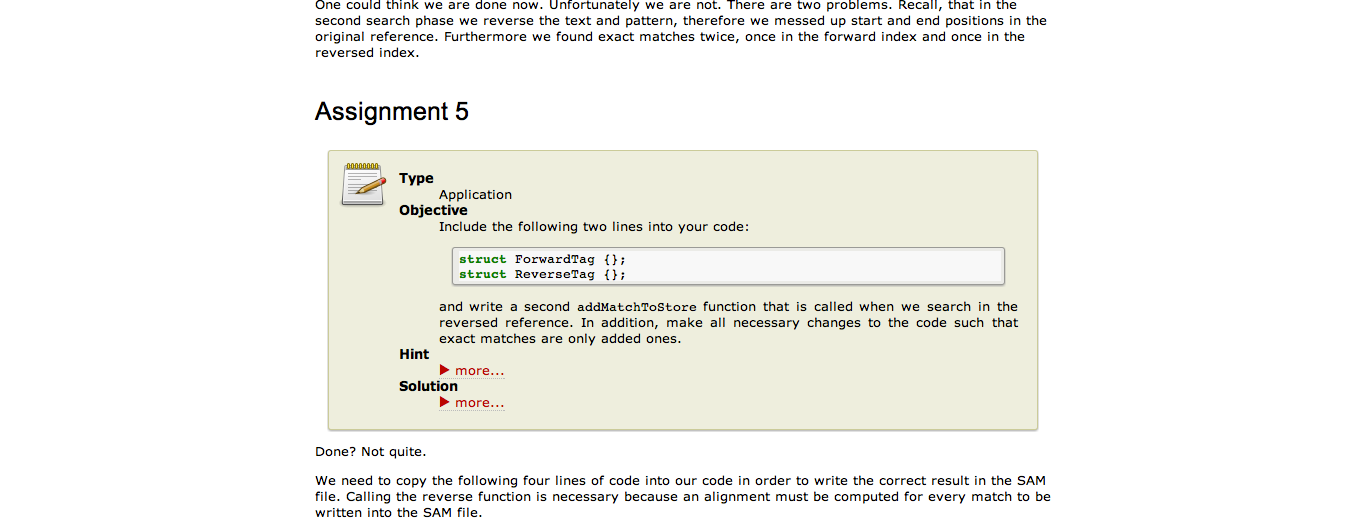 One could think we are done now. Unfortunately we are not. There are two problems. Recall, that in the
second search phase we reverse the text and pattern, therefore we messed up start and end positions in the
original reference. Furthermore we found exact matches twice, once in the forward index and once in the
reversed index.
Assignment 5
Type
Application
Objective
Include the following two lines into your code:
struct ForwardTag {};
struct ReverseTag {};
and write a second addMatchToStore function that is called when we search in the
reversed reference. In addition, make all necessary changes to the code such that
exact matches are only added ones.
Hint
more...
Solution
more...
Done? Not quite.
We need to copy the following four lines of code into our code in order to write the correct result in the SAM
file. Calling the reverse function is necessary because an alignment must be computed for every match to be
written into the SAM file.